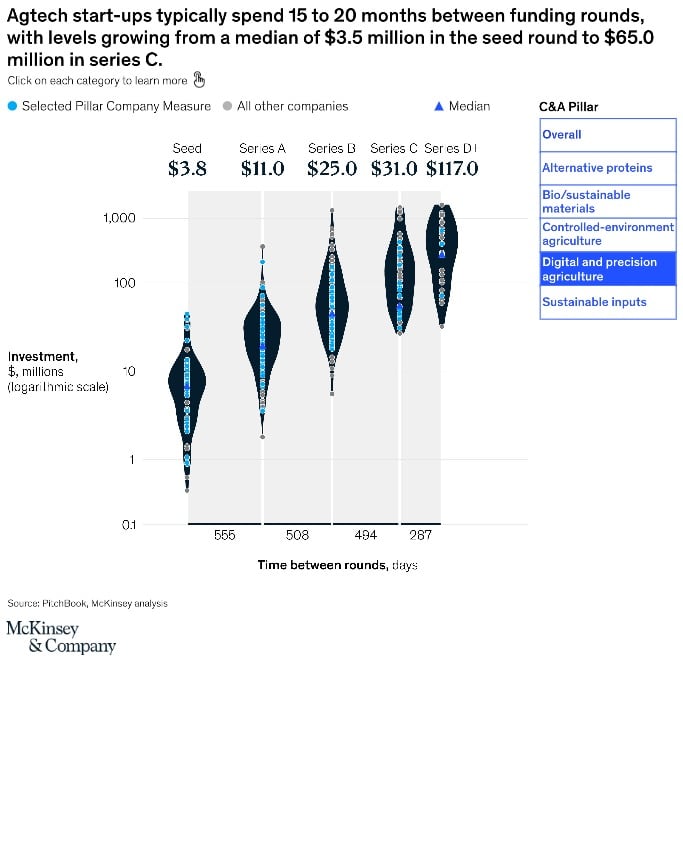 Agtech start-ups typically spend 15 to 20 months between funding rounds,
with levels growing from a median of $3.5 million in the seed round to $65.0
million in series C.
Click on each category to learn more
Selected Pillar Company Measure
All other companies
Median
C&A Pillar
Overall
Alternative proteins
Bio/sustainable
materials
Controlled-environment
agriculture
Digital and precision
agriculture
Sustainable inputs
Seed Series A Series B Series C Series D+
$3.8 $11.0 $25.0 $31.0 $117.0
1,000
100
10
1
0.1
Investment,
$, millions
(logarithmic scale)
555 508 494 267
Time between rounds, days
Source: PitchBook, McKinsey analysis
McKinsey
& Company